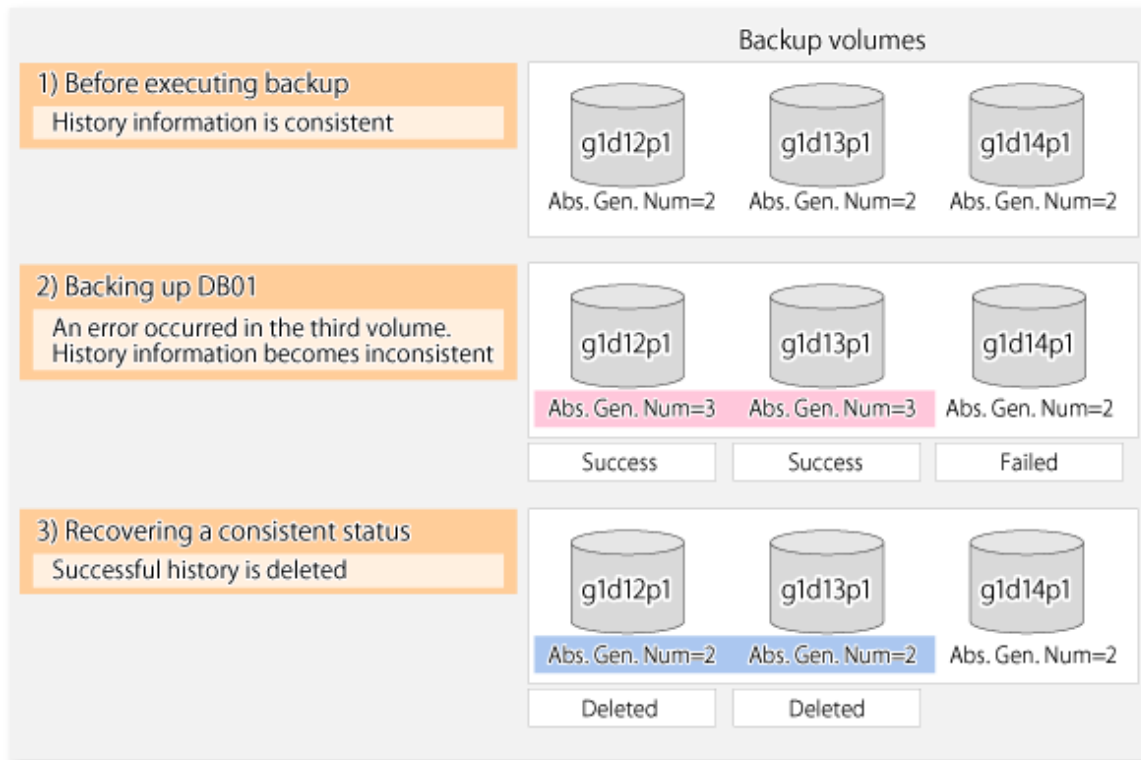 Backup volumes
1) Before executing backup
History information is consistent
g1d12p1 g1d13p1 g1d14p1
Abs. Gen. Num=2 Abs. Gen. Num=2 Abs. Gen. Num=2
2) Backing up DB01
An error occurred in the third volume.
History information becomes inconsistent
g1d12p1 g1d13p1 g1d14p1
Abs. Gen. Num=3 Abs. Gen. Num=3 Abs. Gen. Num=2
Success Success Failed
3) Recovering a consistent status
Successful history is deleted
g1d12p1 g1d13p1 g1d14p1
Abs. Gen. Num=2 Abs. Gen. Num=2 Abs. Gen. Num=2
Deleted Deleted